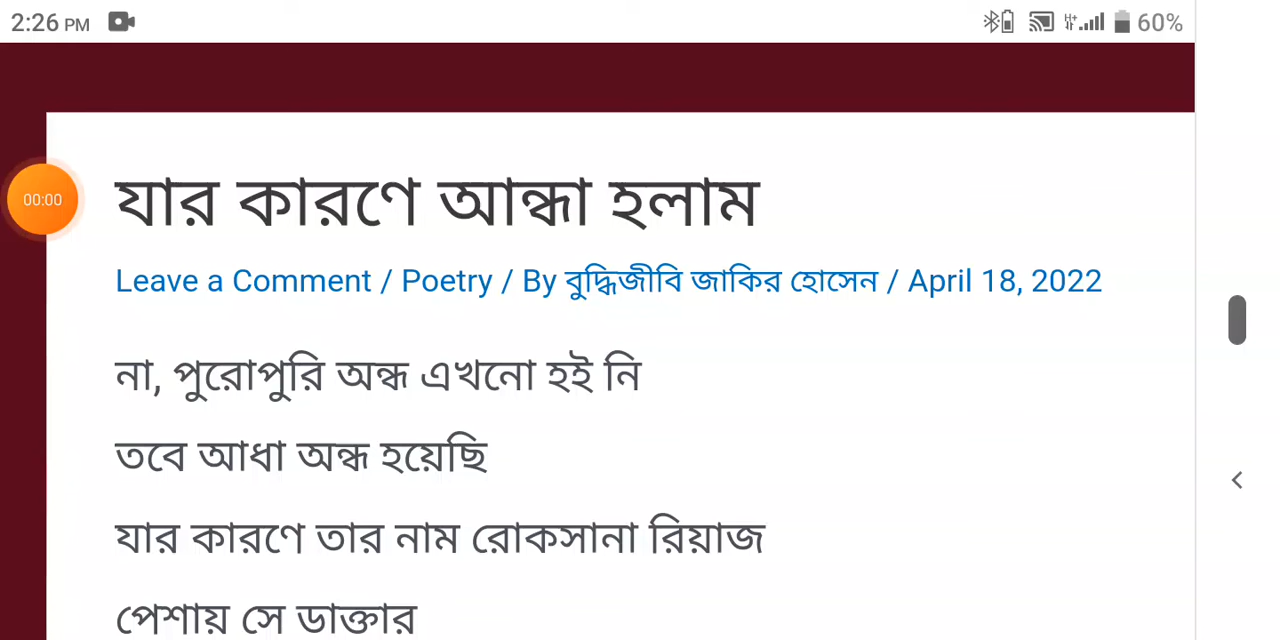 2:26 PM
60%
00:00
যার কারণে আন্ধা হলাম
Leave a Comment / Poetry / By বুদ্ধিজীবি জাকির হোসেন / April 18, 2022
না, পুরোপুরি অন্ধ এখনো হই নি
তবে আধা অন্ধ হয়েছি
যার কারণে তার নাম রোকসানা রিয়াজ
পেশায় সে ডাক্তার